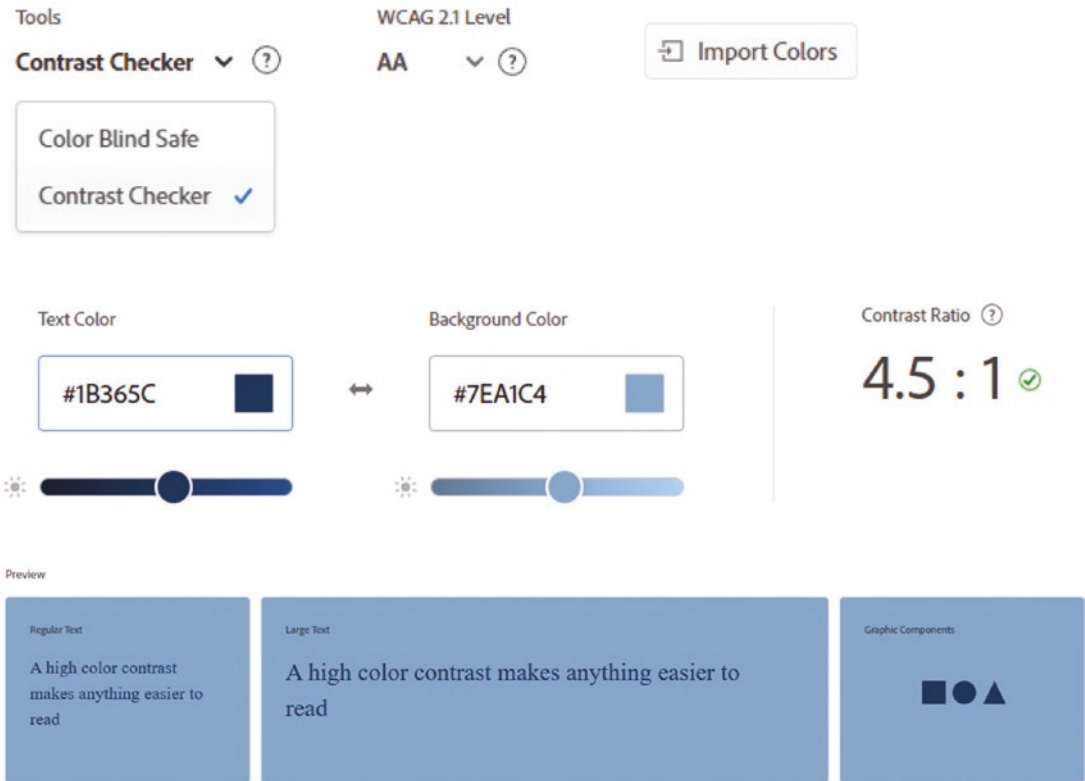 Tools
WCAG 2.1 Level
Contrast Checker
?
AA
?
Import Colors
Color Blind Safe
Contrast Checker
Text Color
Background Color
Contrast Ratio ?
#1B365C
#7EA1C4
4.5 : 1
Preview
Regular Text
A high color contrast
makes anything easier to
read
Large Text
A high color contrast makes anything easier to
read
Graphic Components